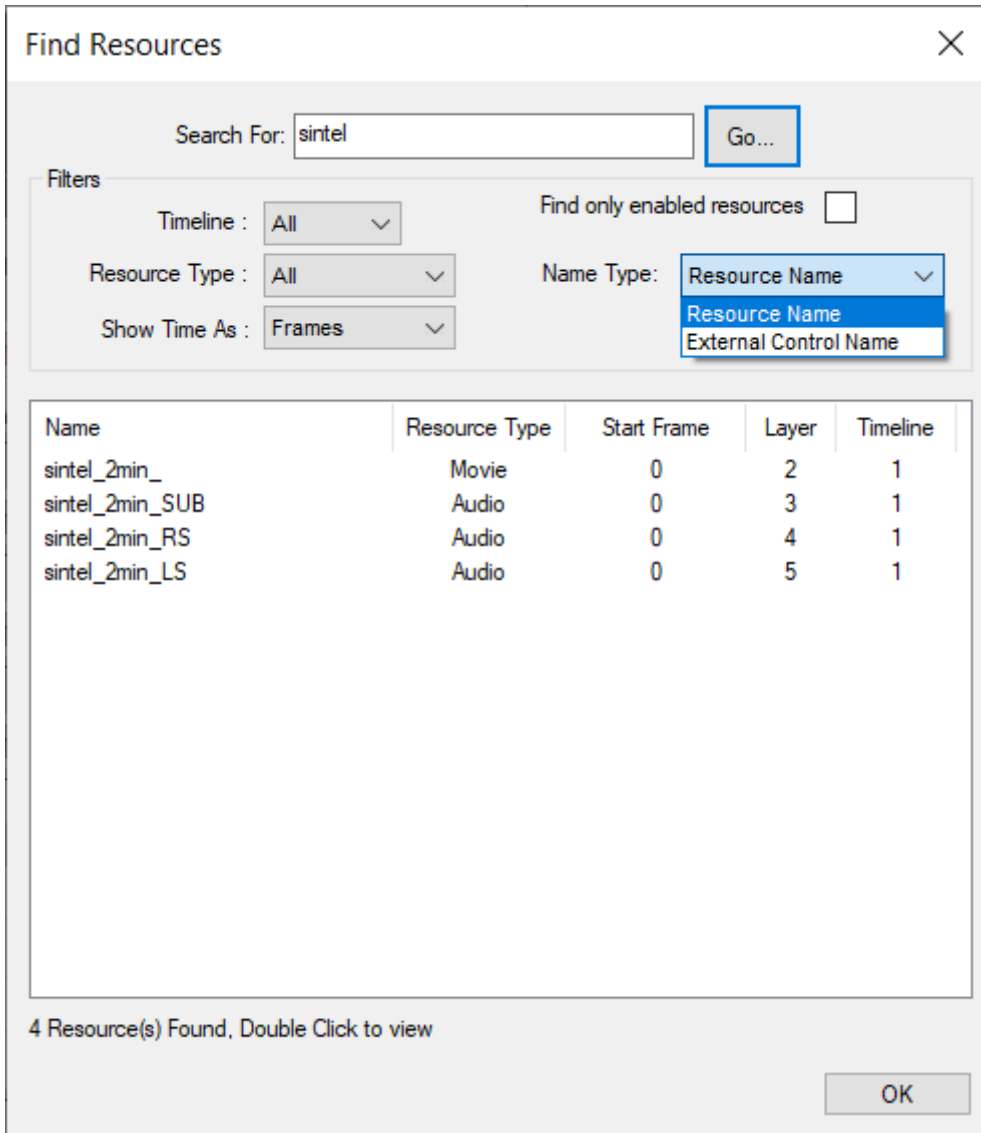 Find Resources
Search For: sintel Go...
Filters
Find only enabled resources
Timeline : All
Resource Type : All Name Type: Resource Name
Resource Name
Show Time As : Frames
External Control Name
Name Resource Type Start Frame Layer Timeline
sintel_2min_ Movie 0 2 1
sintel_2min_SUB Audio 0 3 1
sintel_2min_RS Audio 0 4 1
sintel_2min_LS Audio 0 5 1
4 Resource(s) Found, Double Click to view
OK